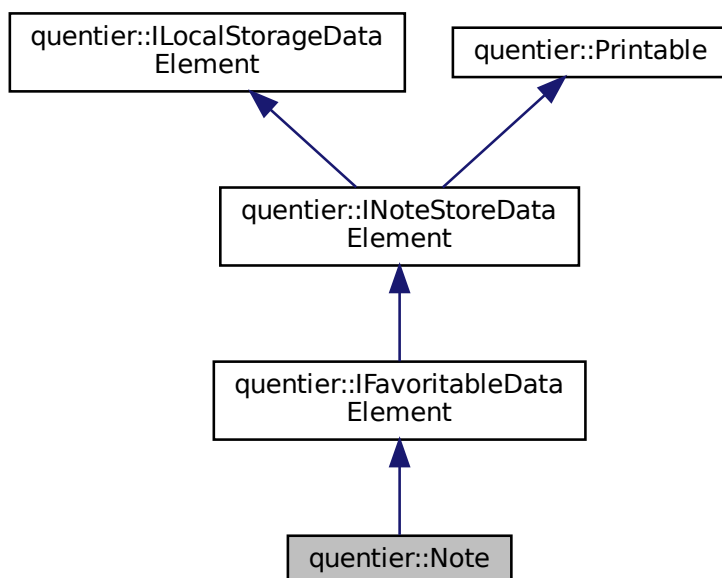 quentier::ILocalStorageData
Element
quentier::Printable
quentier::INoteStoreData
Element
quentier::IFavoritableData
Element
quentier::Note